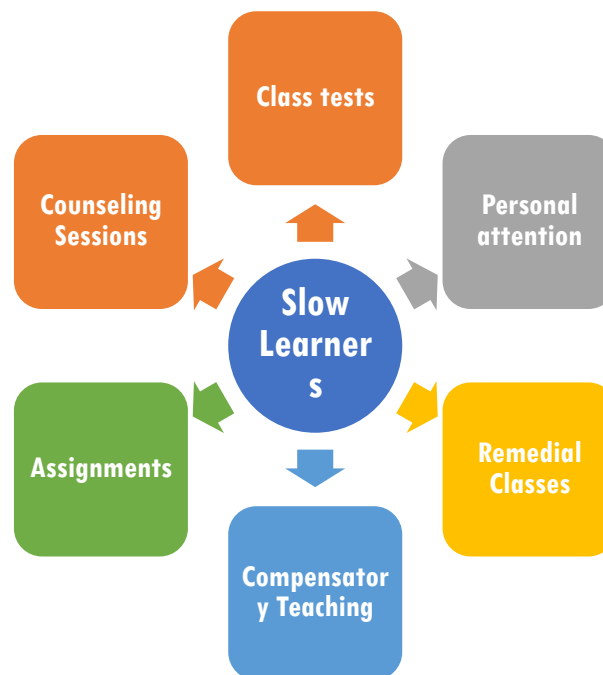 Class tests
Counseling
Sessions
Personal
attention
Slow
Learner
s
Assignments
Remedial
Classes
Compensator
y Teaching